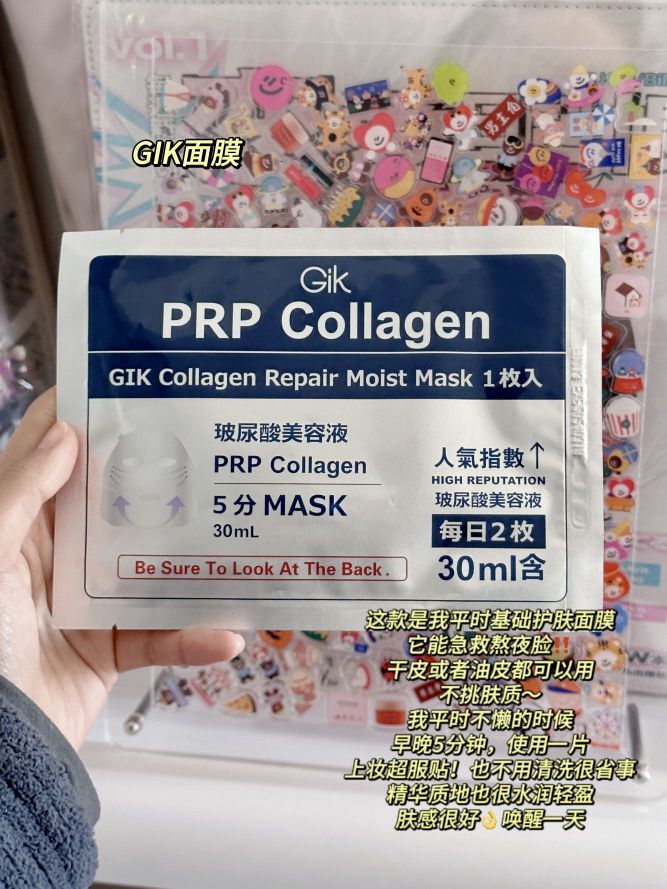 vol.1
男主角
GIK面膜
Gik
PRP Collagen
GIK Collagen Repair Moist Mask 1枚入
玻尿酸美容液
PRP Collagen
5分 MASK
30mL
Be Sure To Look At The Back.
人氣指數↑
HIGH REPUTATION
玻尿酸美容液
每日2枚
30ml含
这款是我平时基础护肤面膜
它能急救熬夜脸‼️
干皮或者油皮都可以用
不挑肤质~
我平时不懒的时候
早晚5分钟，使用一片
上妆超服贴！也不用清洗很省事
精华质地也很水润轻盈
肤感很好👌唤醒一天